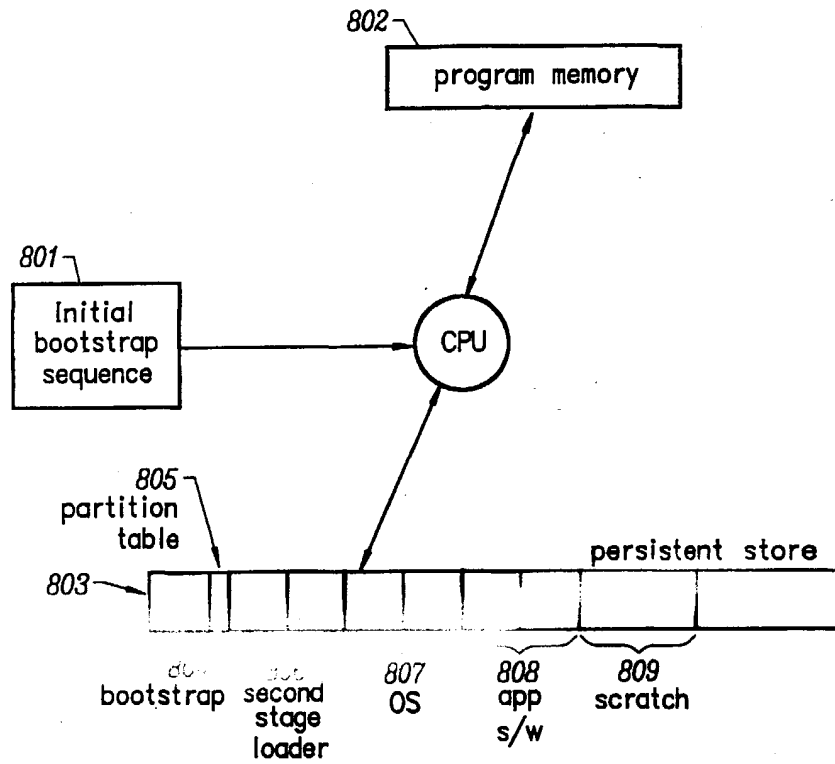 802
program memory
801
Initial
bootstrap
sequence
CPU
805
partition
table
persistent store
803
807
808
809
bootstrap
second
stage
loader
OS
app
s/w
scratch